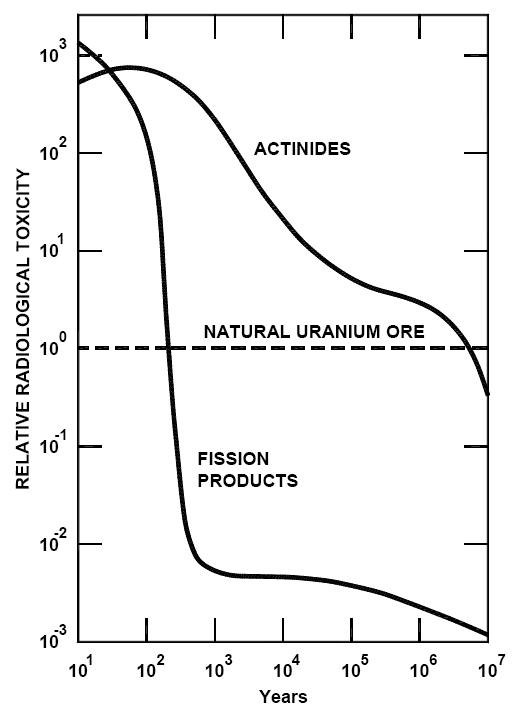 10³
10²
10¹
10⁰
10⁻¹
10⁻²
10⁻³
RELATIVE RADIOLOGICAL TOXICITY
ACTINIDES
NATURAL URANIUM ORE
FISSION
PRODUCTS
10¹ 10² 10³ 10⁴ 10⁵ 10⁶ 10⁷
Years